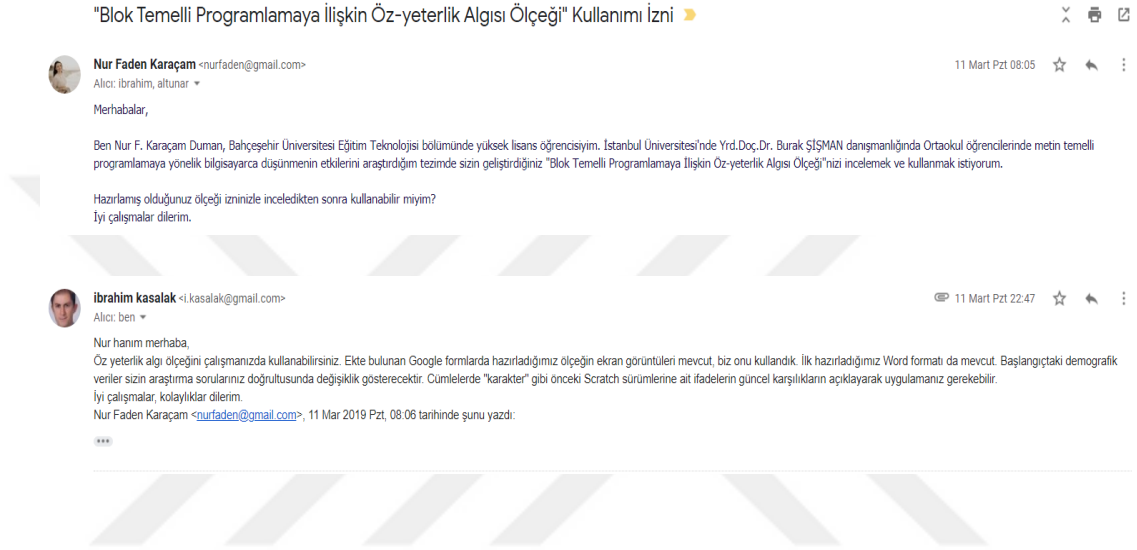 "Blok Temelli Programlamaya İlişkin Öz-yeterlik Algısı Ölçeği" Kullanımı İzni
Nur Faden Karaçam <nurfaden@gmail.com>
11 Mart Pzt 08:05
Alıcı: ibrahim, altunar
Merhabalar,
Ben Nur F. Karaçam Duman, Bahçeşehir Üniversitesi Eğitim Teknolojisi bölümünde yüksek lisans öğrencisiyim. İstanbul Üniversitesi'nde Yrd.Doç.Dr. Burak ŞİŞMAN danışmanlığında Ortaokul öğrencilerinde metin temelli
programlamaya yönelik bilgisayarca düşünmenin etkilerini araştırdığım tezimde sizin geliştirdiğiniz "Blok Temelli Programlamaya İlişkin Öz-yeterlik Algısı Ölçeği"nizi incelemek ve kullanmak istiyorum.
Hazırlamış olduğunuz ölçeği izninizle inceledikten sonra kullanabilir miyim?
İyi çalışmalar dilerim.
ibrahim kasalak <i.kasalak@gmail.com>
11 Mart Pzt 22:47
Alıcı: ben
Nur hanım merhaba,
Öz yeterlik algı ölçeğini çalışmanızda kullanabilirsiniz. Ekte bulunan Google formlarda hazırladığımız ölçeğin ekran görüntüleri mevcut, biz onu kullandık. İlk hazırladığımız Word formatı da mevcut. Başlangıçtaki demografik
veriler sizin araştırma sorularınız doğrultusunda değişiklik gösterecektir. Cümlelerde "karakter" gibi önceki Scratch sürümlerine ait ifadelerin güncel karşılıkların açıklayarak uygulamanız gerekebilir.
İyi çalışmalar, kolaylıklar dilerim.
Nur Faden Karaçam <nurfaden@gmail.com>, 11 Mar 2019 Pzt, 08:06 tarihinde şunu yazdı: